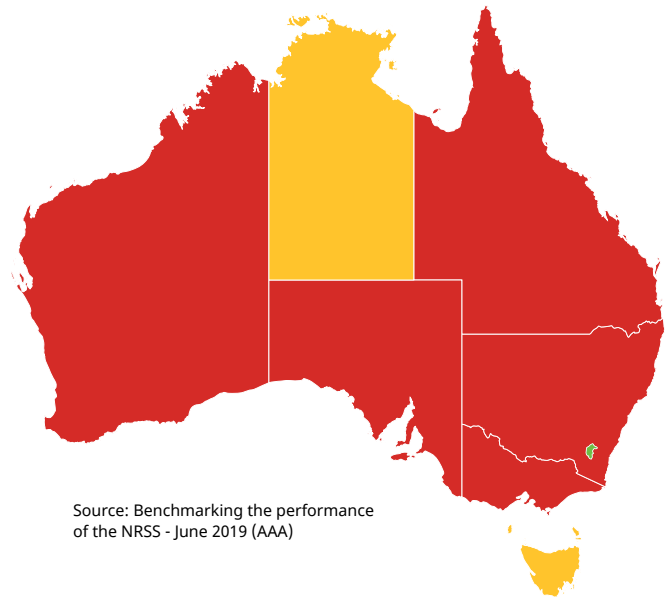 Source: Benchmarking the performance
of the NRSS - June 2019 (AAA)